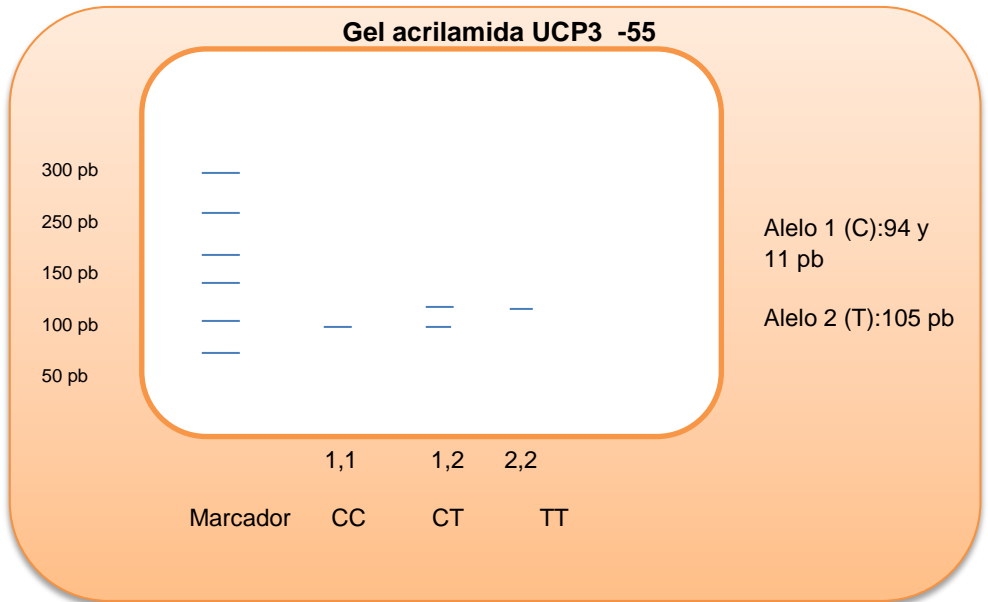 Gel acrilamida UCP3 -55
300 pb
250 pb
150 pb
100 pb
50 pb
Alelo 1 (C):94 y
11 pb
Alelo 2 (T):105 pb
1,1 1,2 2,2
Marcador CC CT TT